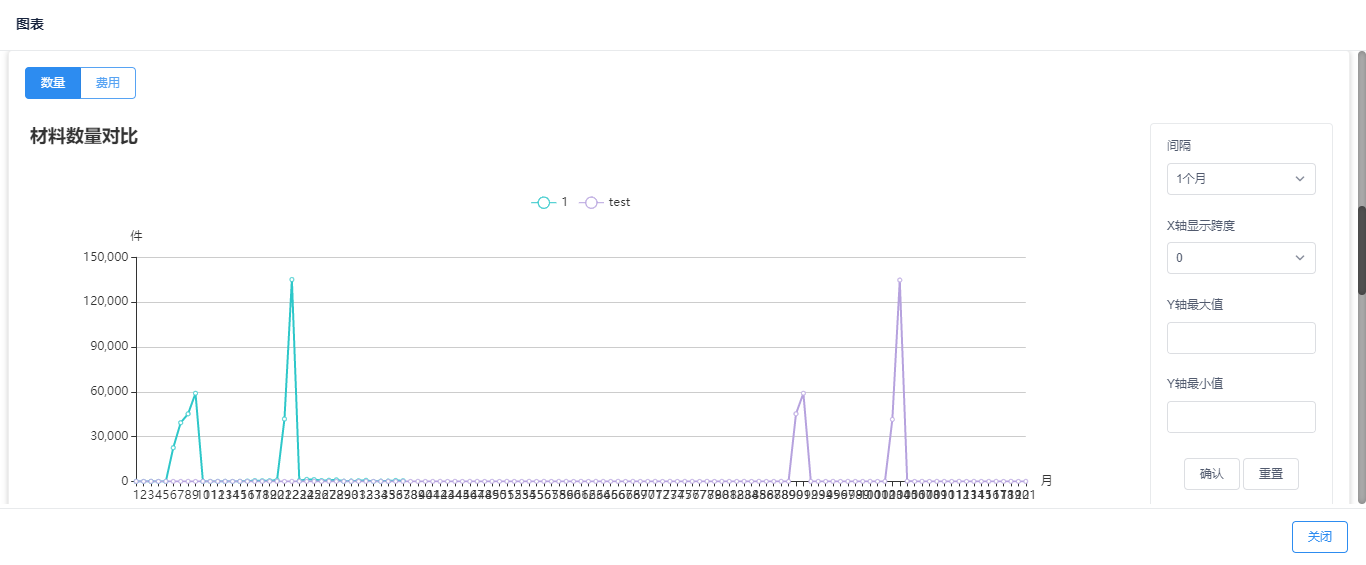 图表
数量 费用
材料数量对比
间隔
1个月
1 test
X轴显示跨度
件
0
150,000
120,000
Y轴最大值
90,000
60,000
Y轴最小值
30,000
0
月
确认 重置
关闭